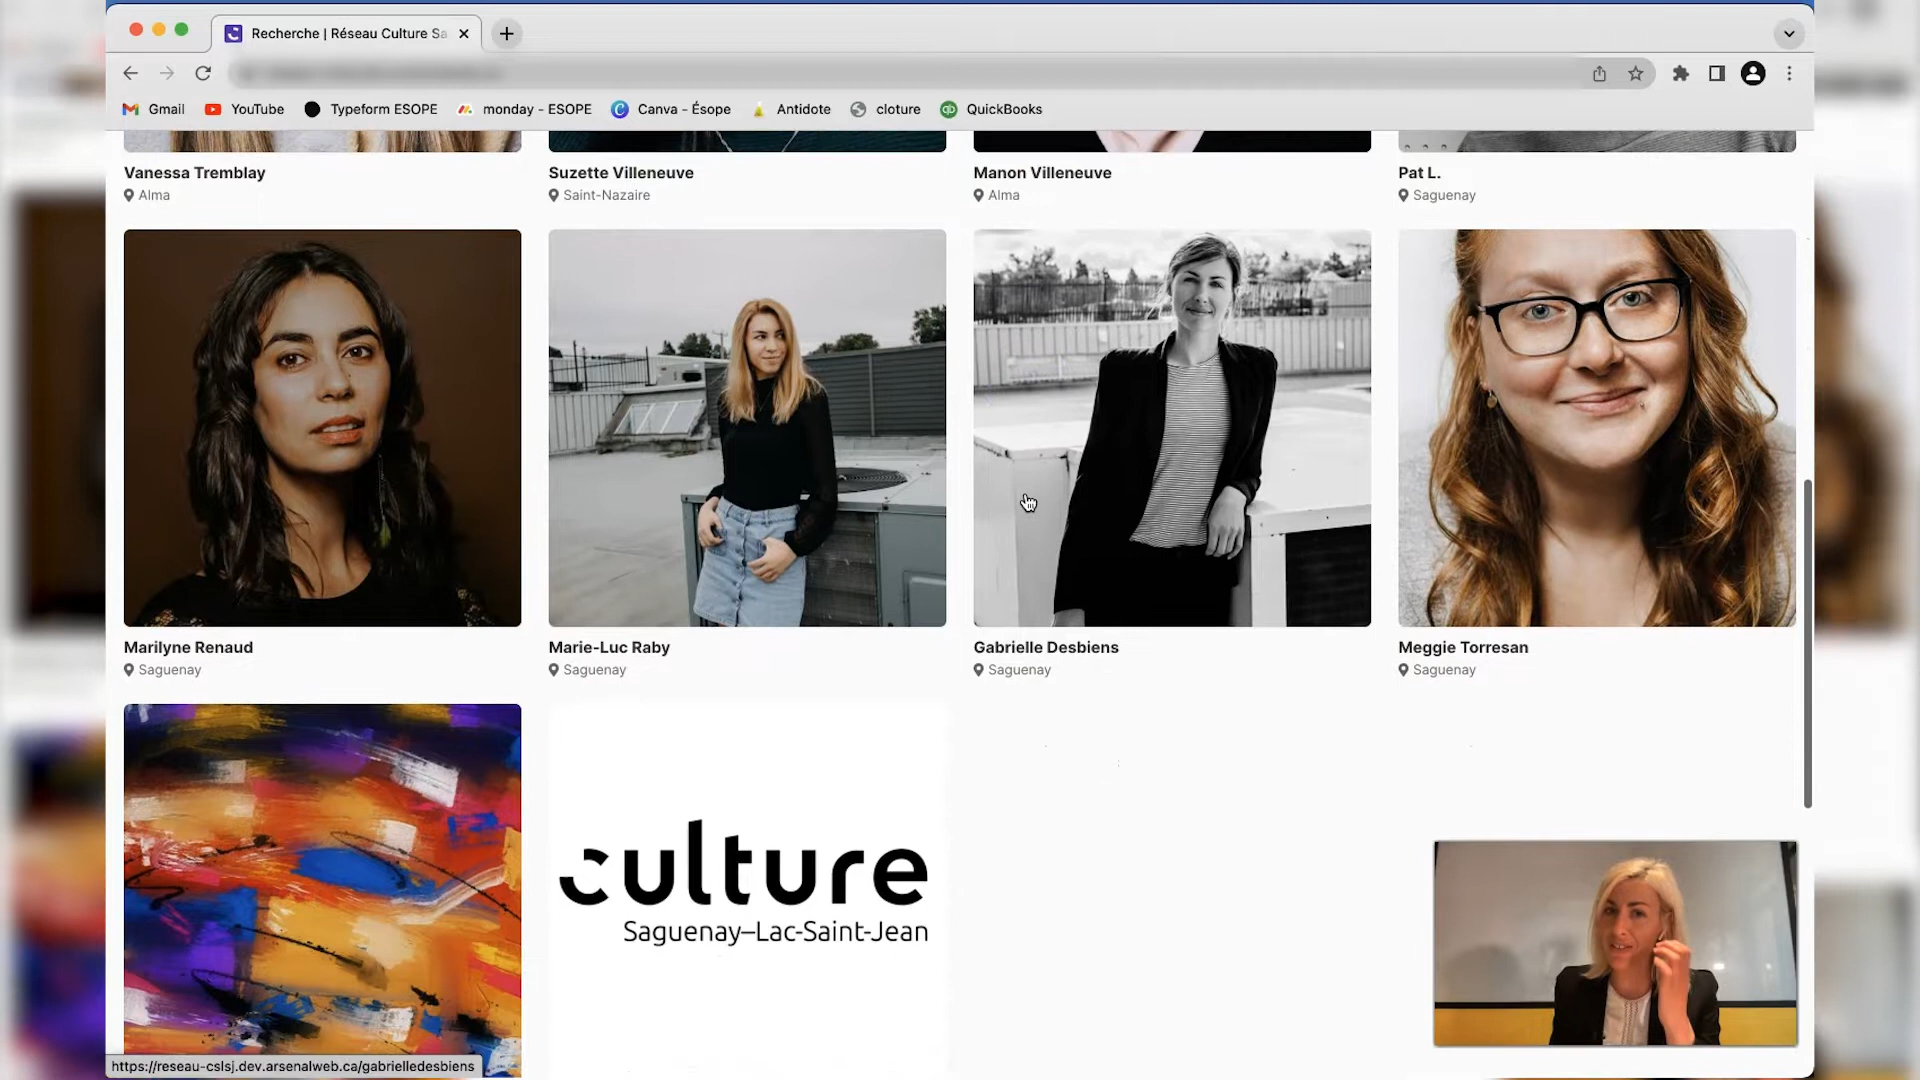 Recherche | Réseau Culture Sa
Gmail
YouTube
Typeform ESOPE
monday - ESOPE
Canva - Ésope
Antidote
cloture
QuickBooks
Vanessa Tremblay
Alma
Suzette Villeneuve
Saint-Nazaire
Manon Villeneuve
Alma
Pat L.
Saguenay
Marilyne Renaud
Saguenay
Marie-Luc Raby
Saguenay
Gabrielle Desbiens
Saguenay
Meggie Torresan
Saguenay
culture
Saguenay–Lac-Saint-Jean
https://reseau-cslsj.dev.arsenalweb.ca/gabrielledesbiens